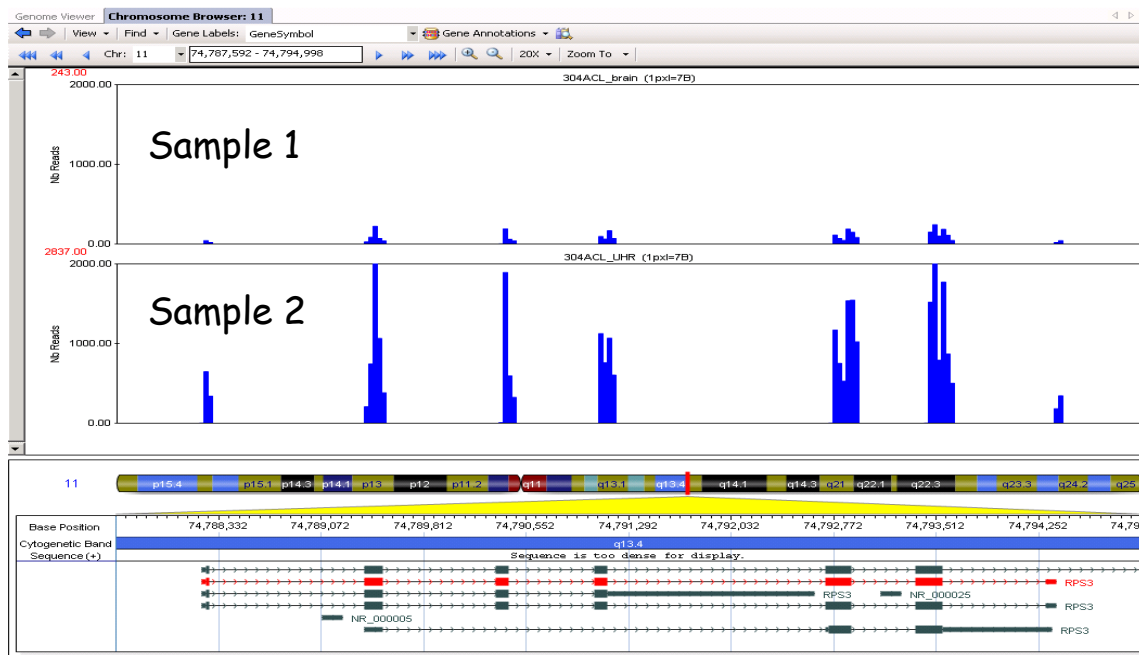 Genome Viewer Chromosome Browser: 11
View Find Gene Labels: GeneSymbol Gene Annotations
Chr: 11 74,787,592 - 74,794,998 20X Zoom To
243.00
304ACL_brain (1pxl=7B)
2000.00
Sample 1
Nb Reads
1000.00
0.00
2837.00
304ACL_UHR (1pxl=7B)
2000.00
Sample 2
Nb Reads
1000.00
0.00
11 p15.4 p15.1 p14.3 p14.1 p13 p12 p11.2 q11 q13.1 q13.4 q14.1 q14.3 q21 q22.1 q22.3 q23.3 q24.2 q25
Base Position 74,788,332 74,789,072 74,789,812 74,790,552 74,791,292 74,792,032 74,792,772 74,793,512 74,794,252
Cytogenetic Band q13.4
Sequence (+) Sequence is too dense for display.
RPS3
RPS3 NR_000025
RPS3
NR_000005
RPS3